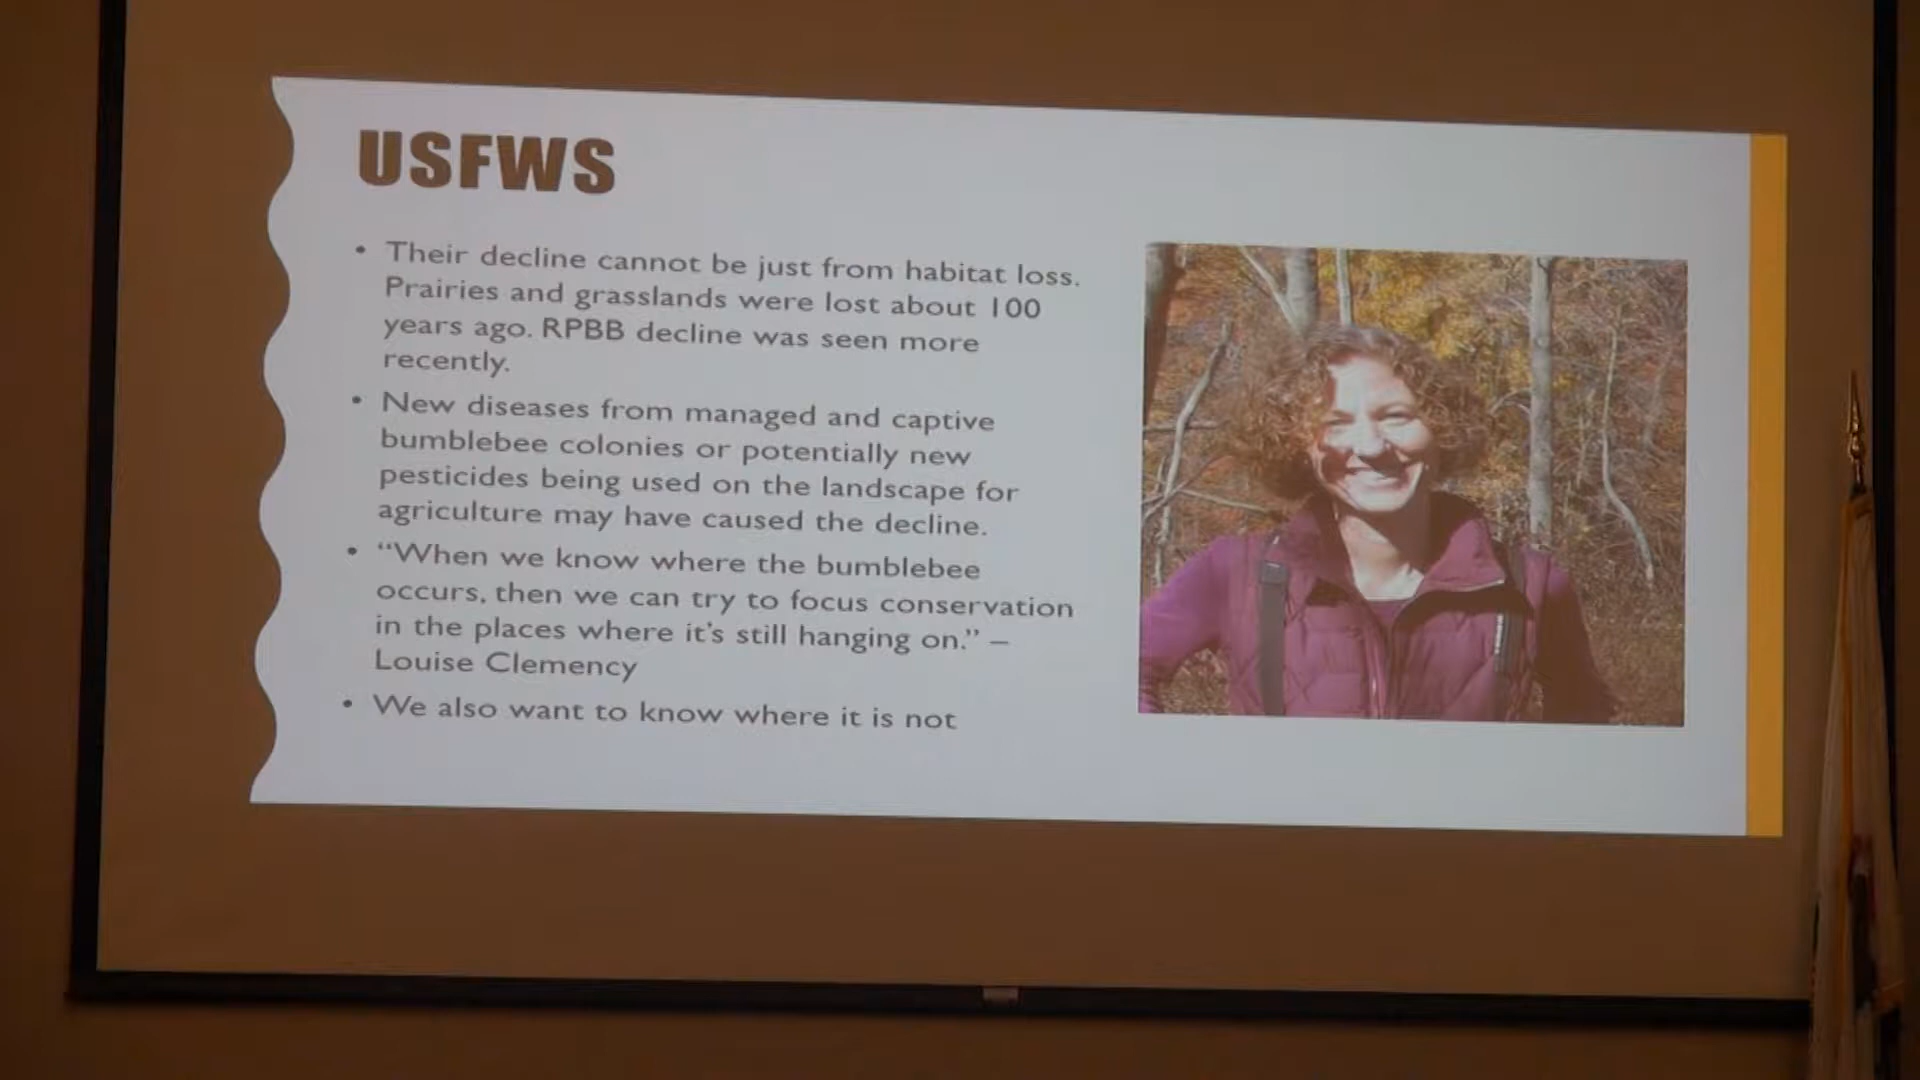 USFWS
• Their decline cannot be just from habitat loss.
Prairies and grasslands were lost about 100
years ago. RPBB decline was seen more
recently.
• New diseases from managed and captive
bumblebee colonies or potentially new
pesticides being used on the landscape for
agriculture may have caused the decline.
• “When we know where the bumblebee
occurs, then we can try to focus conservation
in the places where it’s still hanging on.” –
Louise Clemency
• We also want to know where it is not